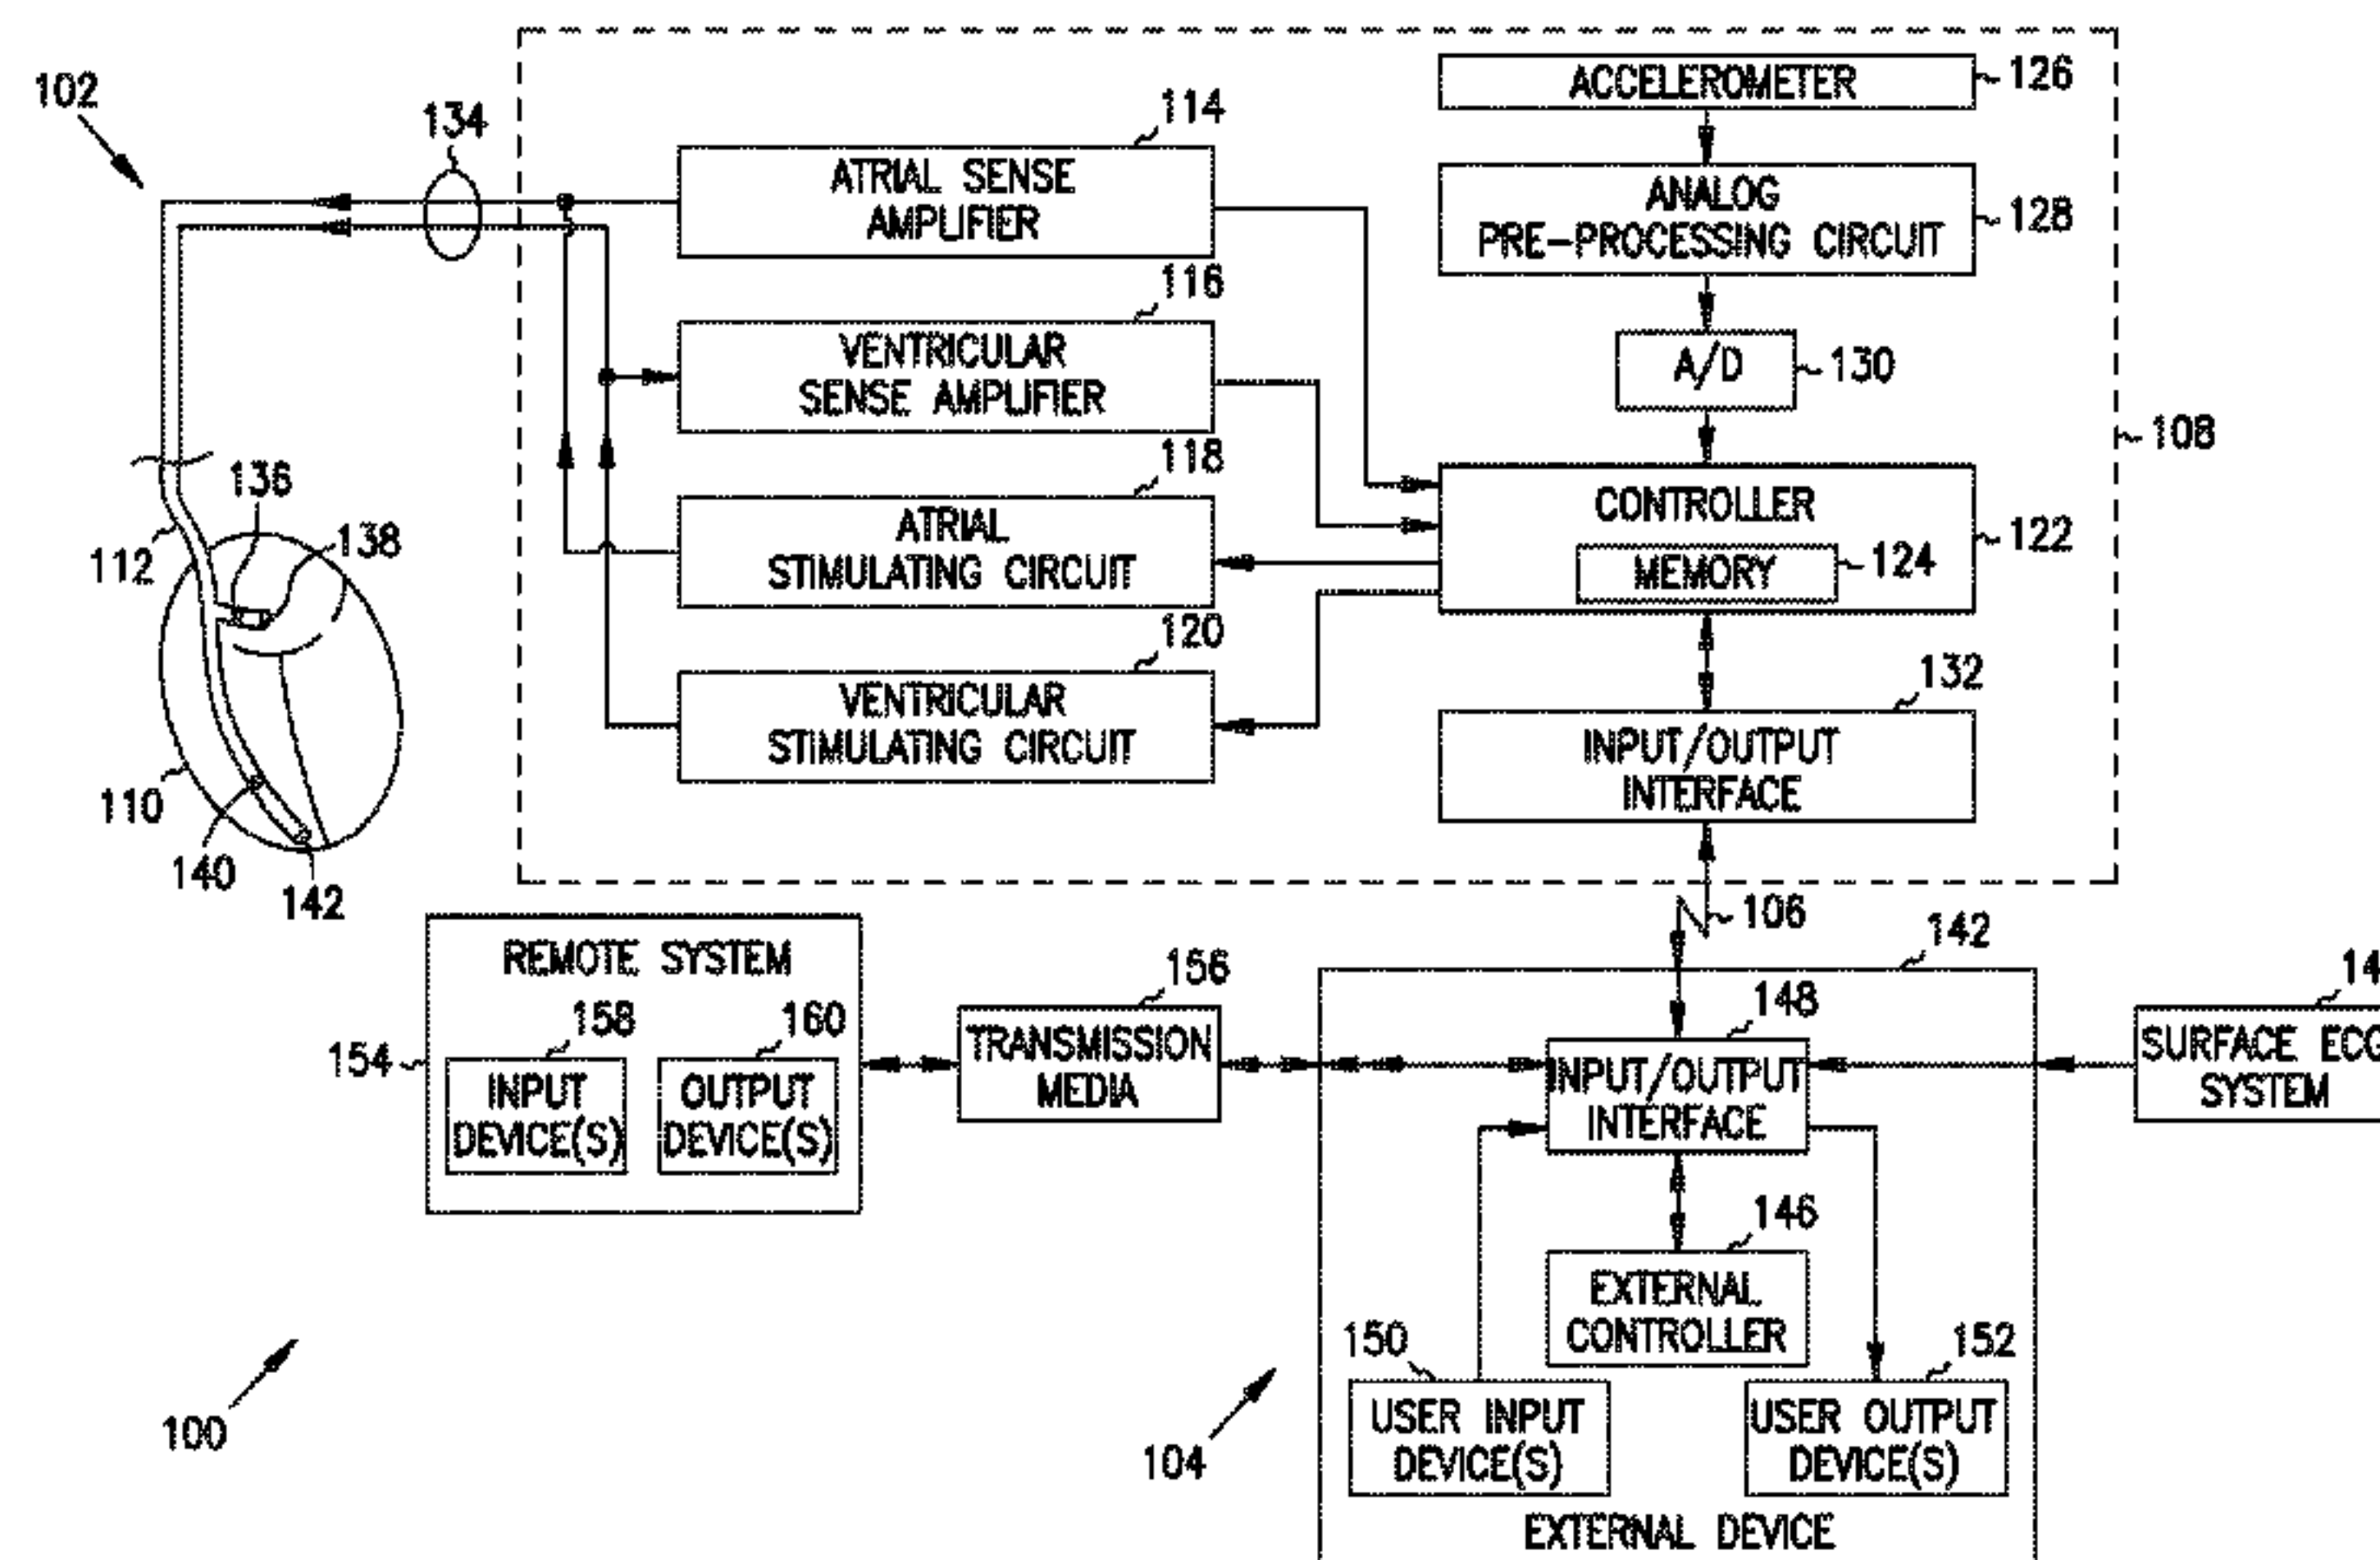 102
134
114
ATRIAL SENSE
AMPLIFIER
116
VENTRICULAR
SENSE AMPLIFIER
118
ATRIAL
STIMULATING CIRCUIT
120
VENTRICULAR
STIMULATING CIRCUIT
ACCELEROMETER
126
ANALOG
PRE-PROCESSING CIRCUIT
128
A/D
130
108
CONTROLLER
122
MEMORY
124
132
INPUT/OUTPUT
INTERFACE
136
138
112
110
140
142
106
REMOTE SYSTEM
154
158
INPUT
DEVICE(S)
160
OUTPUT
DEVICE(S)
156
TRANSMISSION
MEDIA
142
148
INPUT/OUTPUT
INTERFACE
SURFACE ECG
SYSTEM
146
EXTERNAL
CONTROLLER
150
USER INPUT
DEVICE(S)
152
USER OUTPUT
DEVICE(S)
EXTERNAL DEVICE
100
104